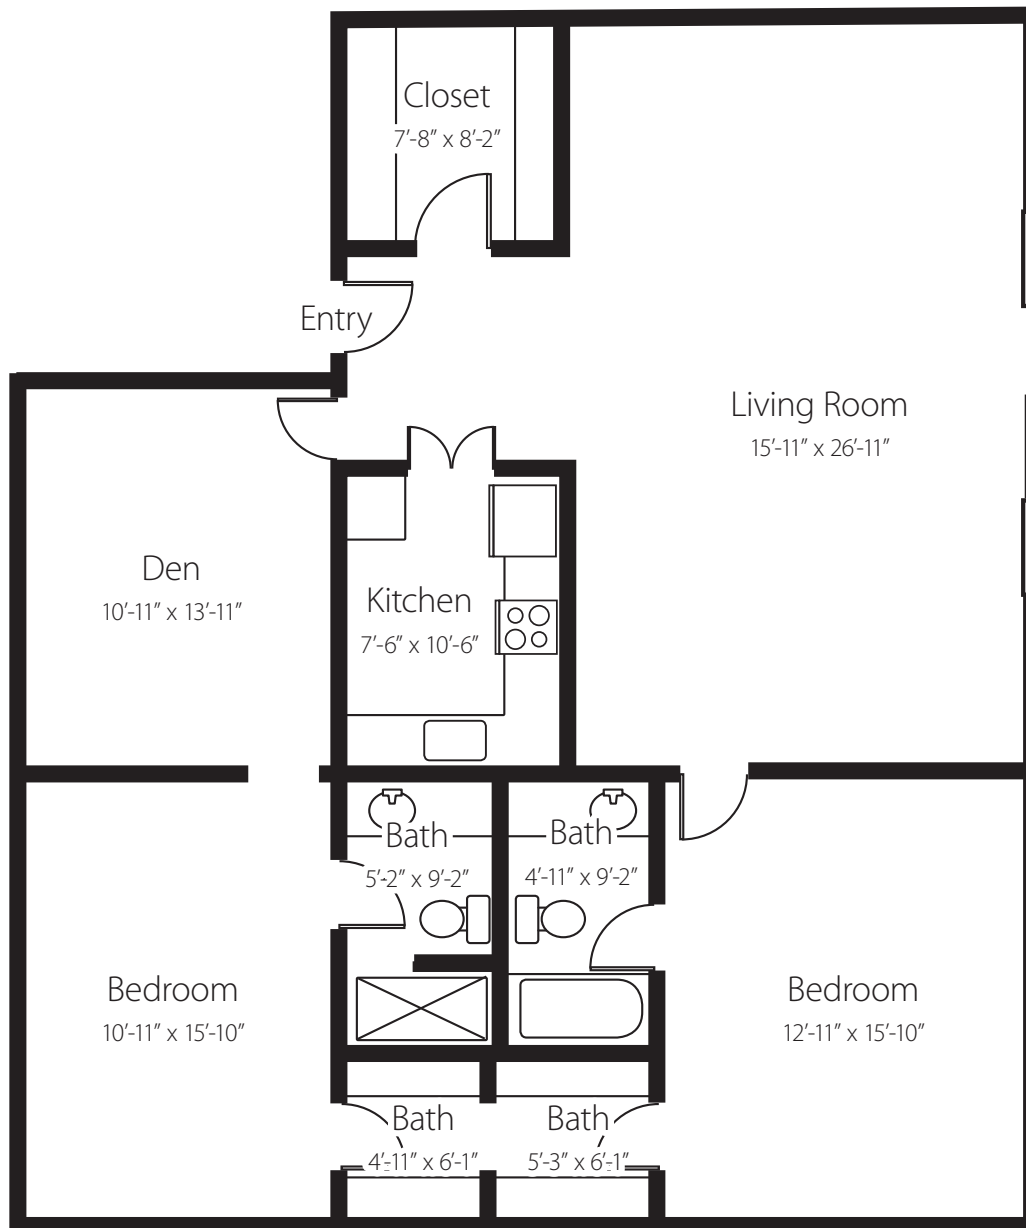 Closet
7'-8" x 8'-2"
Entry
Living Room
15'-11" x 26'-11"
Den
10'-11" x 13'-11"
Kitchen
7'-6" x 10'-6"
Bath
5'-2" x 9'-2"
Bath
4'-11" x 9'-2"
Bedroom
10'-11" x 15'-10"
Bedroom
12'-11" x 15'-10"
Bath
4'-11" x 6'-1"
Bath
5'-3" x 6'-1"